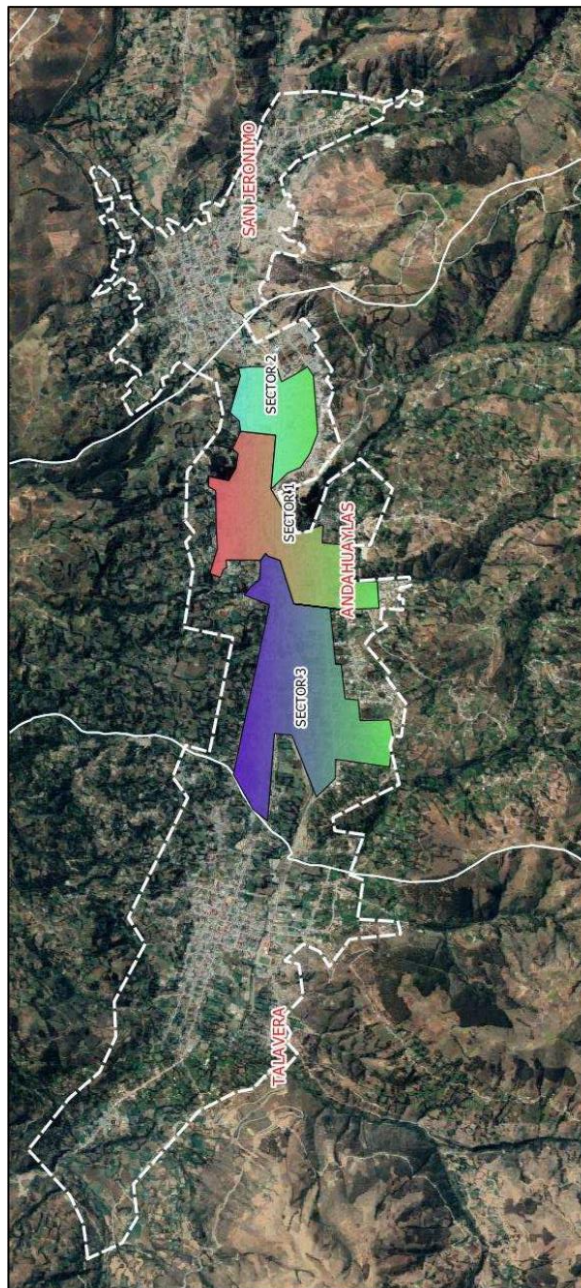 TALAVERA
SECTOR 3
ANDAHUAYLAS
SECTOR 1
SECTOR 2
SAN JERONIMO